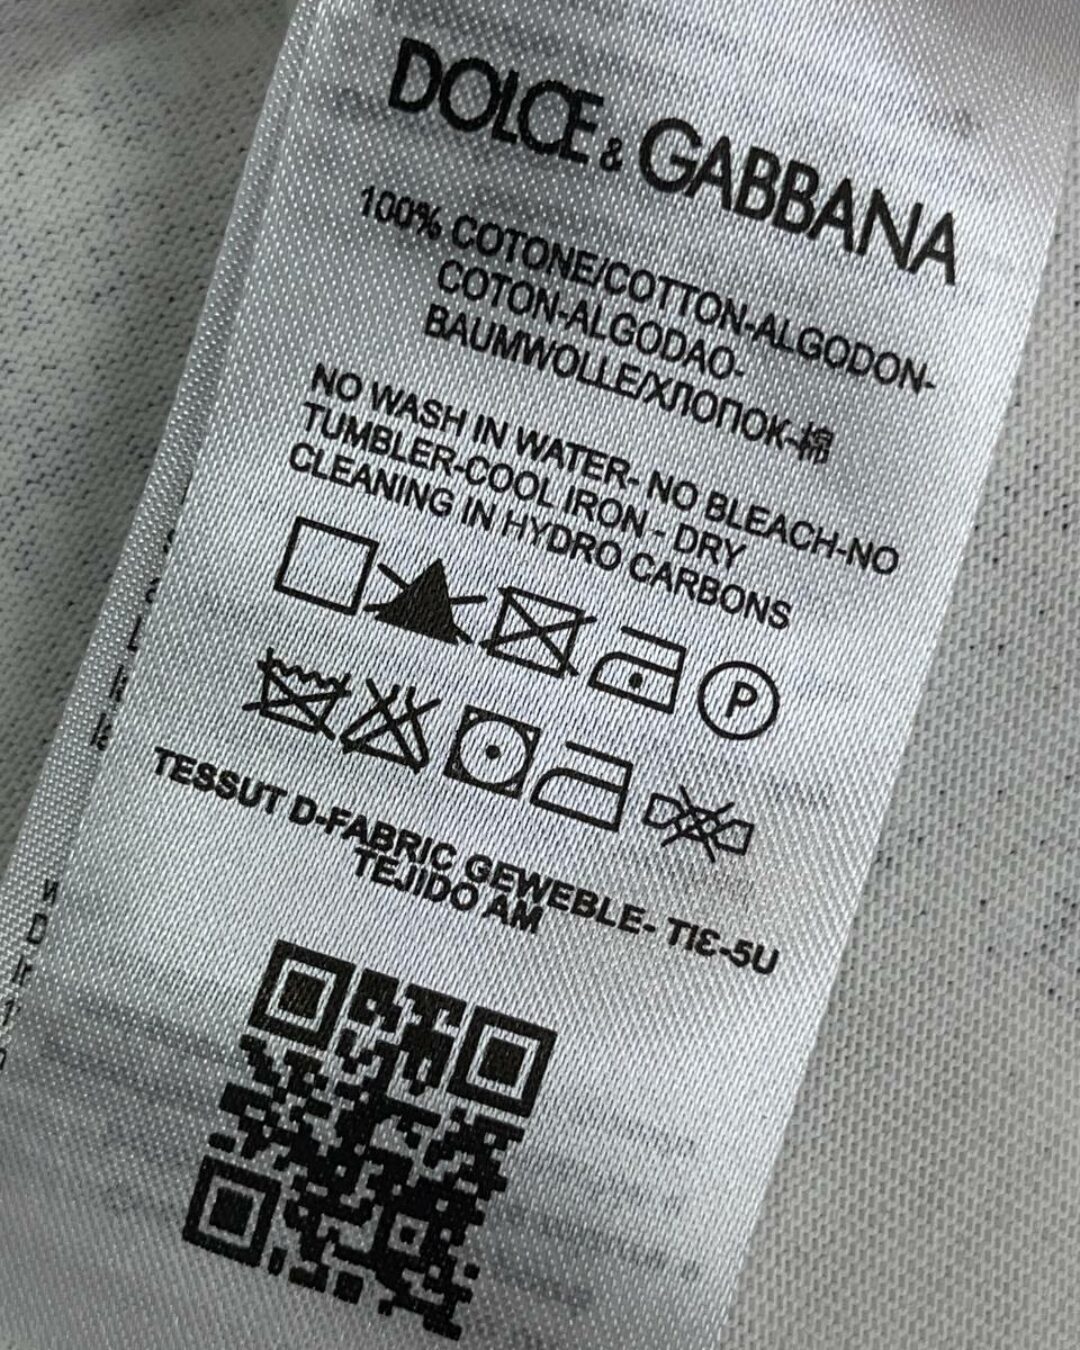 DOLCE & GABBANA
100% COTONE/COTTON-ALGODON-
COTON-ALGODAO-
BAUMWOLLE/ХЛОПОК-棉
NO WASH IN WATER- NO BLEACH-NO
TUMBLER-COOL IRON - DRY
CLEANING IN HYDRO CARBONS
P
TESSUT D-FABRIC GEWEBLE- TIƐ-5U
TEJIDO AM